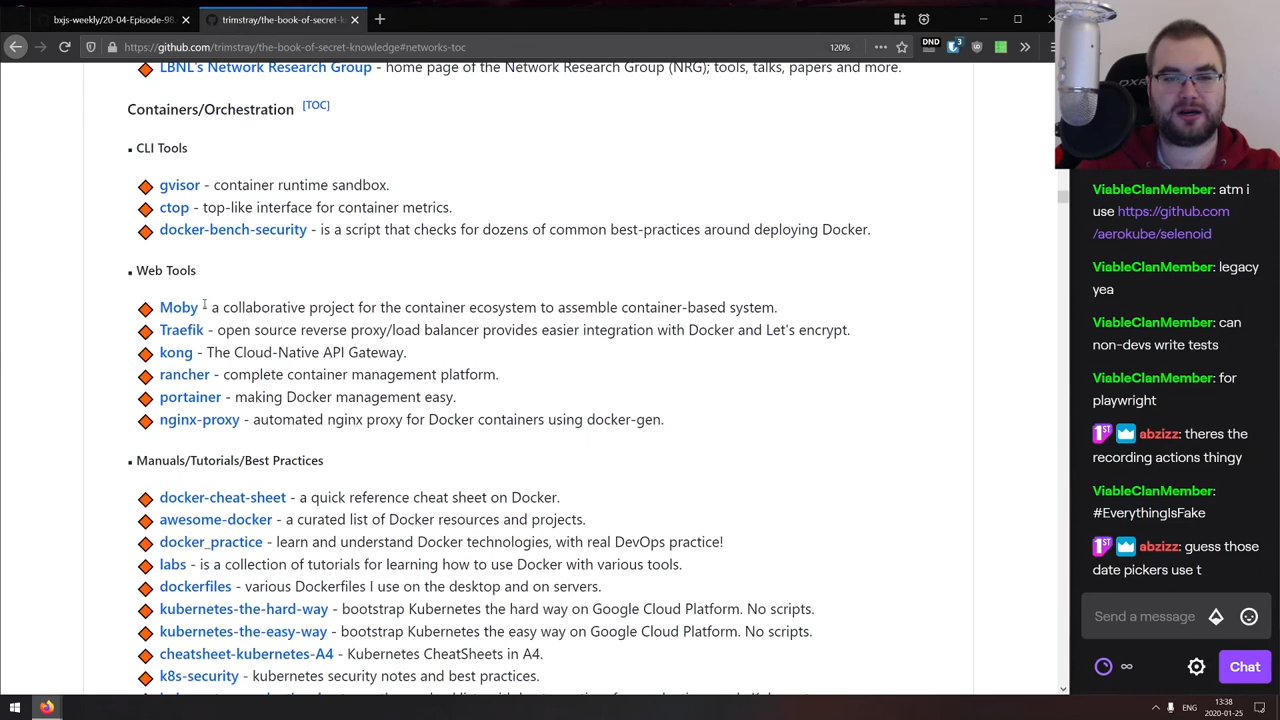 bxjs-weekly/20-04-Episode-98
trimstray/the-book-of-secret-k
https://github.com/trimstray/the-book-of-secret-knowledge#networks-toc
120%
DND
3
LBNL's Network Research Group - home page of the Network Research Group (NRG); tools, talks, papers and more.
Containers/Orchestration [TOC]
CLI Tools
gvisor - container runtime sandbox.
ctop - top-like interface for container metrics.
docker-bench-security - is a script that checks for dozens of common best-practices around deploying Docker.
Web Tools
Moby - a collaborative project for the container ecosystem to assemble container-based system.
Traefik - open source reverse proxy/load balancer provides easier integration with Docker and Let's encrypt.
kong - The Cloud-Native API Gateway.
rancher - complete container management platform.
portainer - making Docker management easy.
nginx-proxy - automated nginx proxy for Docker containers using docker-gen.
Manuals/Tutorials/Best Practices
docker-cheat-sheet - a quick reference cheat sheet on Docker.
awesome-docker - a curated list of Docker resources and projects.
docker_practice - learn and understand Docker technologies, with real DevOps practice!
labs - is a collection of tutorials for learning how to use Docker with various tools.
dockerfiles - various Dockerfiles I use on the desktop and on servers.
kubernetes-the-hard-way - bootstrap Kubernetes the hard way on Google Cloud Platform. No scripts.
kubernetes-the-easy-way - bootstrap Kubernetes the easy way on Google Cloud Platform. No scripts.
cheatsheet-kubernetes-A4 - Kubernetes CheatSheets in A4.
k8s-security - kubernetes security notes and best practices.
DXR
ViableClanMember: atm i
use https://github.com
/aerokube/selenoid
ViableClanMember: legacy
yea
ViableClanMember: can
non-devs write tests
ViableClanMember: for
playwright
1ST abzizz: theres the
recording actions thingy
ViableClanMember:
#EverythingIsFake
1ST abzizz: guess those
date pickers use t
Send a message
∞
Chat
ENG
13:38
2020-01-25